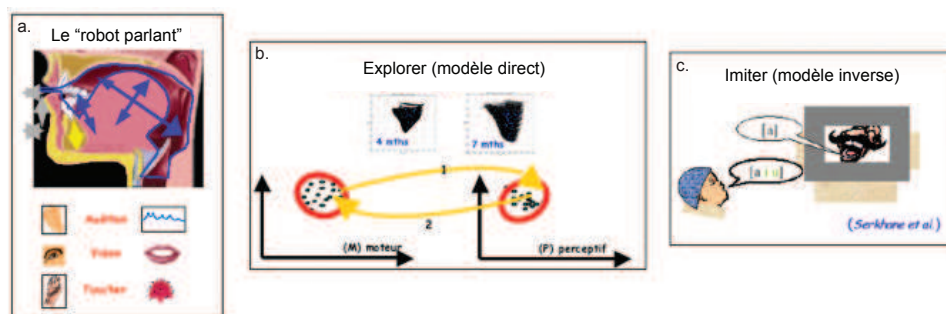 a.
Le “robot parlant”
Audition
Vision
Toucher
b.
Explorer (modèle direct)
4 mths
7 mths
1
2
(M) moteur
(P) perceptif
c.
Imiter (modèle inverse)
[a]
[a i u]
(Serkhane et al.)